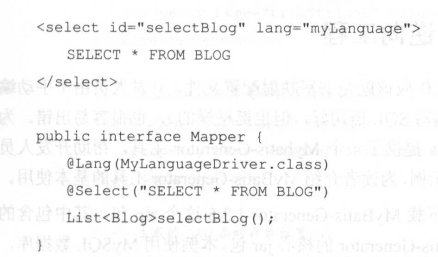 <select id="selectBlog" lang="myLanguage">
SELECT * FROM BLOG
</select>
public interface Mapper {
@Lang(MyLanguageDriver.class)
@Select("SELECT * FROM BLOG")
List<Blop>selectBlog();
}